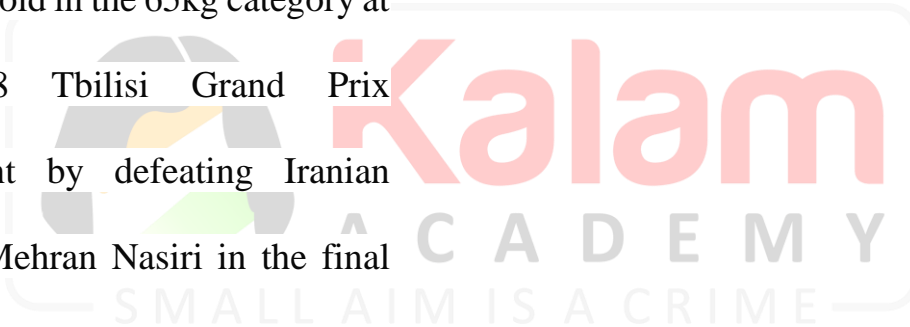 old in the 65kg category at
8 Tbilisi Grand Prix
nt by defeating Iranian
Mehran Nasiri in the final
Kalam
ACADEMY
SMALL AIM IS A CRIME